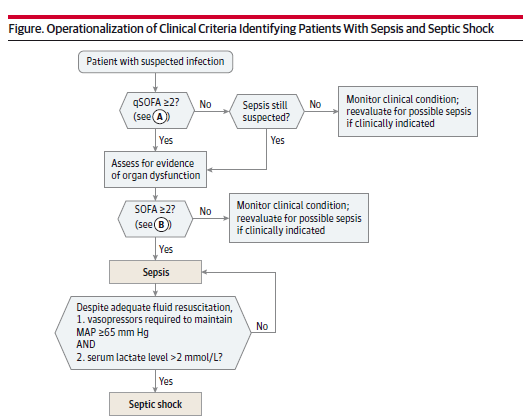 Figure. Operationalization of Clinical Criteria Identifying Patients With Sepsis and Septic Shock
Patient with suspected infection
qSOFA ≥2?
(see A)
No
Sepsis still
suspected?
No
Monitor clinical condition;
reevaluate for possible sepsis
if clinically indicated
Yes
Yes
Assess for evidence
of organ dysfunction
SOFA ≥2?
(see B)
No
Monitor clinical condition;
reevaluate for possible sepsis
if clinically indicated
Yes
Sepsis
Despite adequate fluid resuscitation,
1. vasopressors required to maintain
MAP ≥65 mm Hg
AND
2. serum lactate level >2 mmol/L?
No
Yes
Septic shock